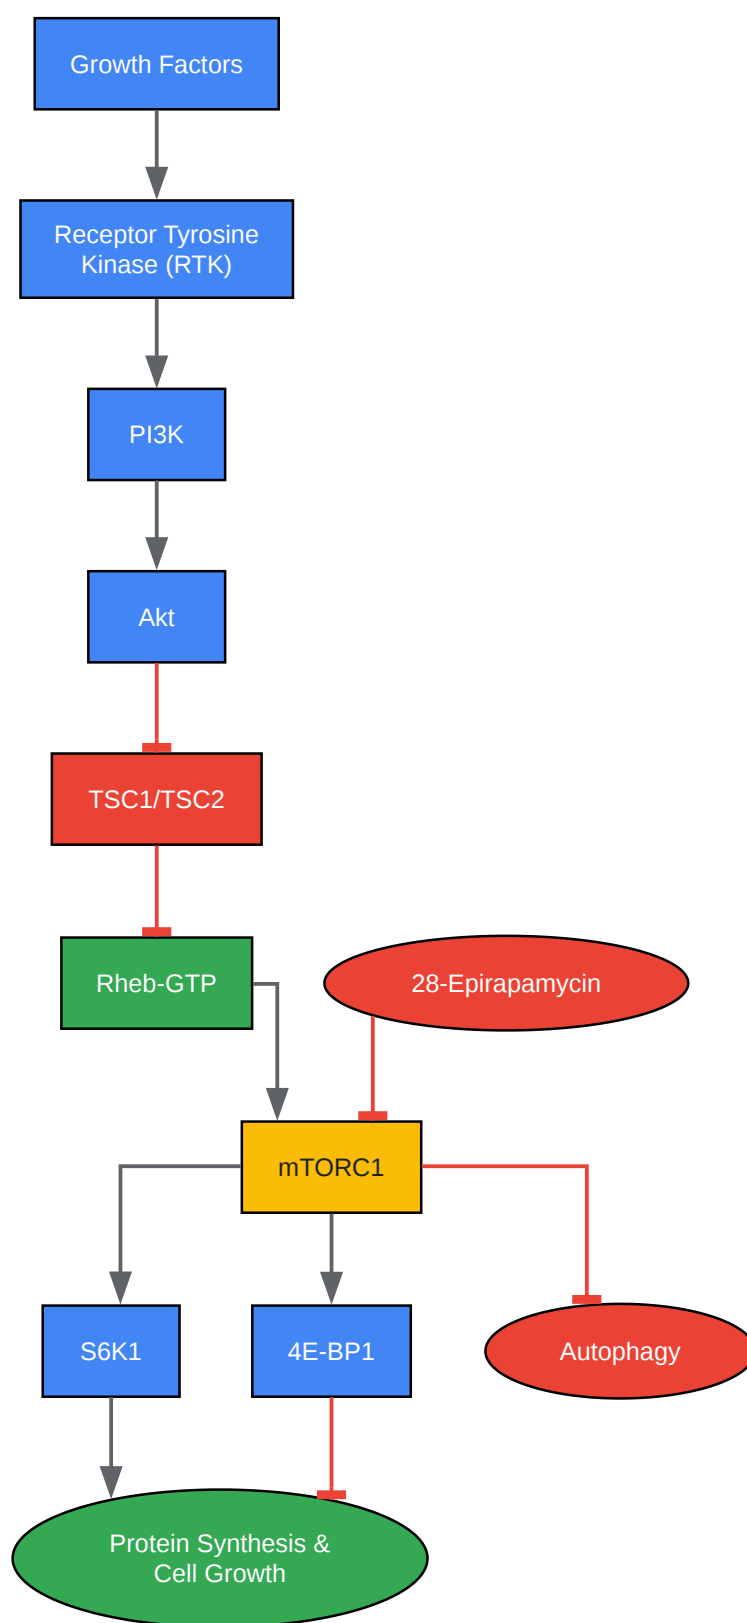 Growth Factors
Receptor Tyrosine
Kinase (RTK)
PI3K
Akt
TSC1/TSC2
Rheb-GTP
28-Epirapamycin
mTORC1
S6K1
4E-BP1
Autophagy
Protein Synthesis &
Cell Growth